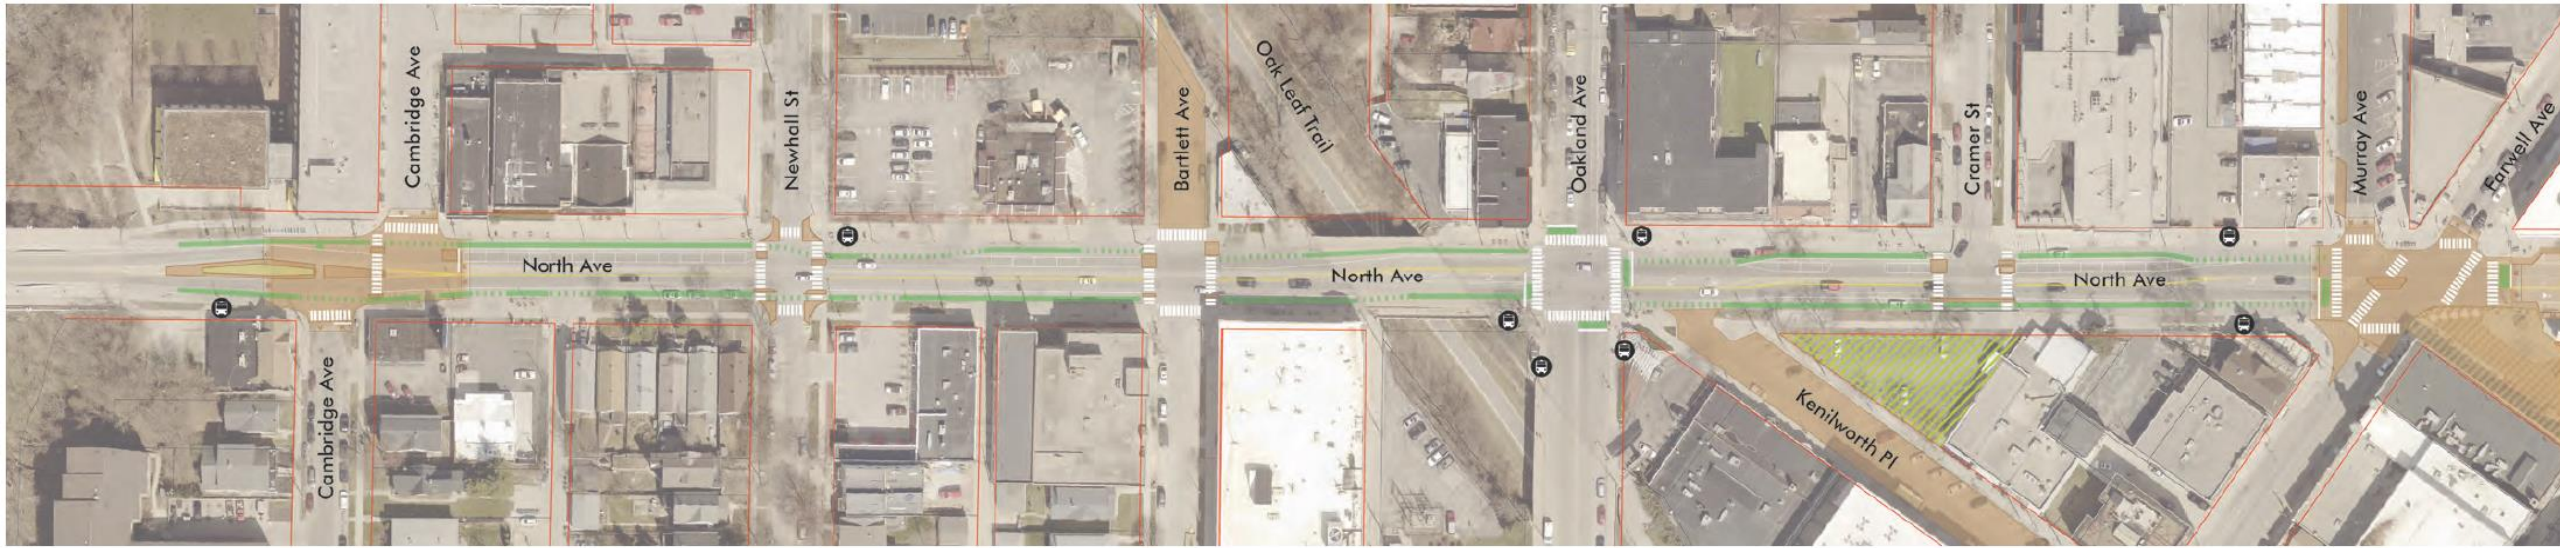 Cambridge Ave
Newhall St
Bartlett Ave
Oak Leaf Trail
Oakland Ave
Cramer St
Murray Ave
Farwell Ave
North Ave
North Ave
North Ave
Cambridge Ave
Kenilworth Pl